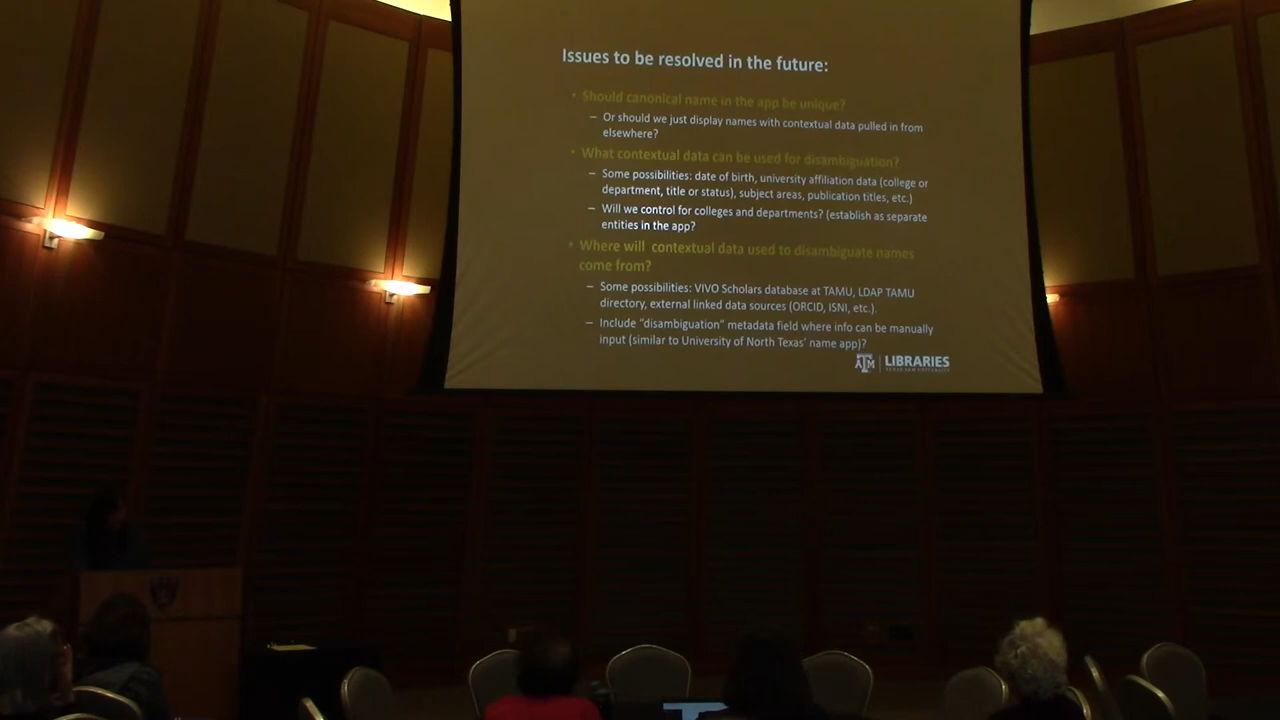 Issues to be resolved in the future:
• Should canonical name in the app be unique?
– Or should we just display names with contextual data pulled in from
elsewhere?
• What contextual data can be used for disambiguation?
– Some possibilities: date of birth, university affiliation data (college or
department, title or status), subject areas, publication titles, etc.)
– Will we control for colleges and departments? (establish as separate
entities in the app?
• Where will contextual data used to disambiguate names
come from?
– Some possibilities: VIVO Scholars database at TAMU, LDAP TAMU
directory, external linked data sources (ORCID, ISNI, etc.).
– Include “disambiguation” metadata field where info can be manually
input (similar to University of North Texas’ name app)?
ATM LIBRARIES
TEXAS A&M UNIVERSITY